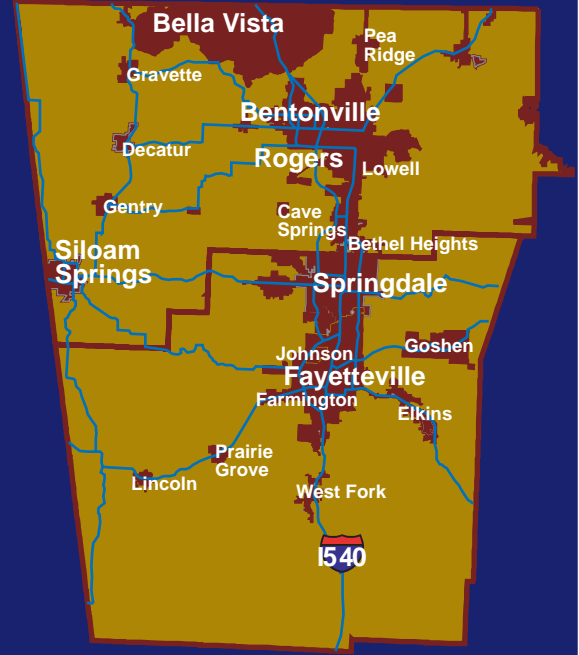 Bella Vista
Pea
Ridge
Gravette
Bentonville
Decatur
Rogers
Lowell
Gentry
Cave
Springs
Bethel Heights
Siloam
Springs
Springdale
Johnson
Goshen
Fayetteville
Farmington
Elkins
Prairie
Grove
Lincoln
West Fork
I540